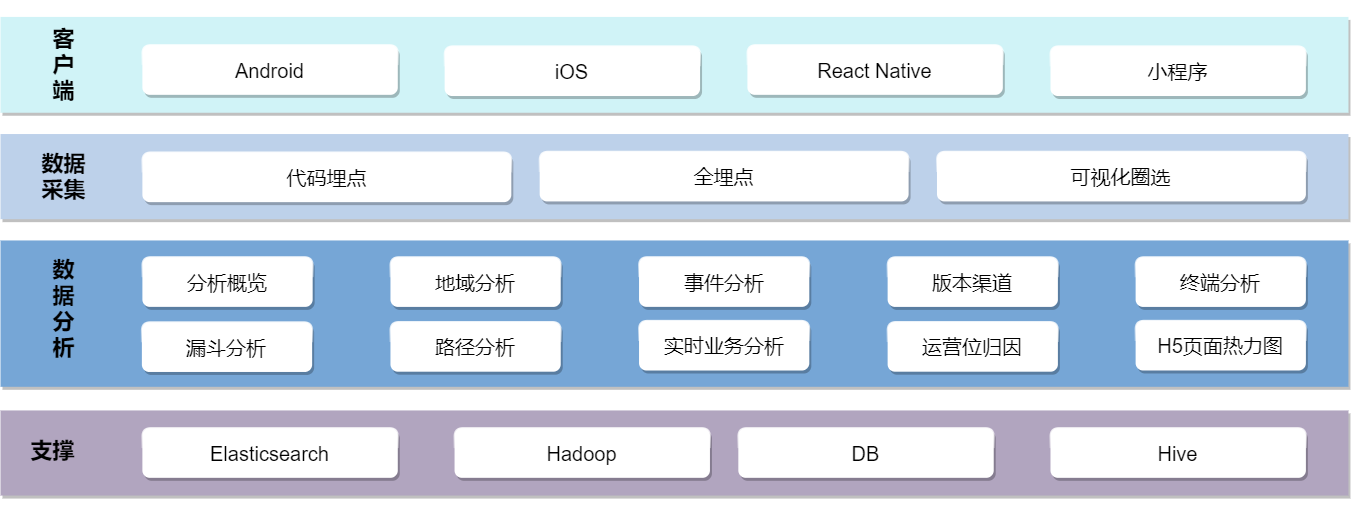 客户端
Android
iOS
React Native
小程序
数据
采集
代码埋点
全埋点
可视化圈选
数据分析
分析概览
地域分析
事件分析
版本渠道
终端分析
漏斗分析
路径分析
实时业务分析
运营位归因
H5页面热力图
支撑
Elasticsearch
Hadoop
DB
Hive